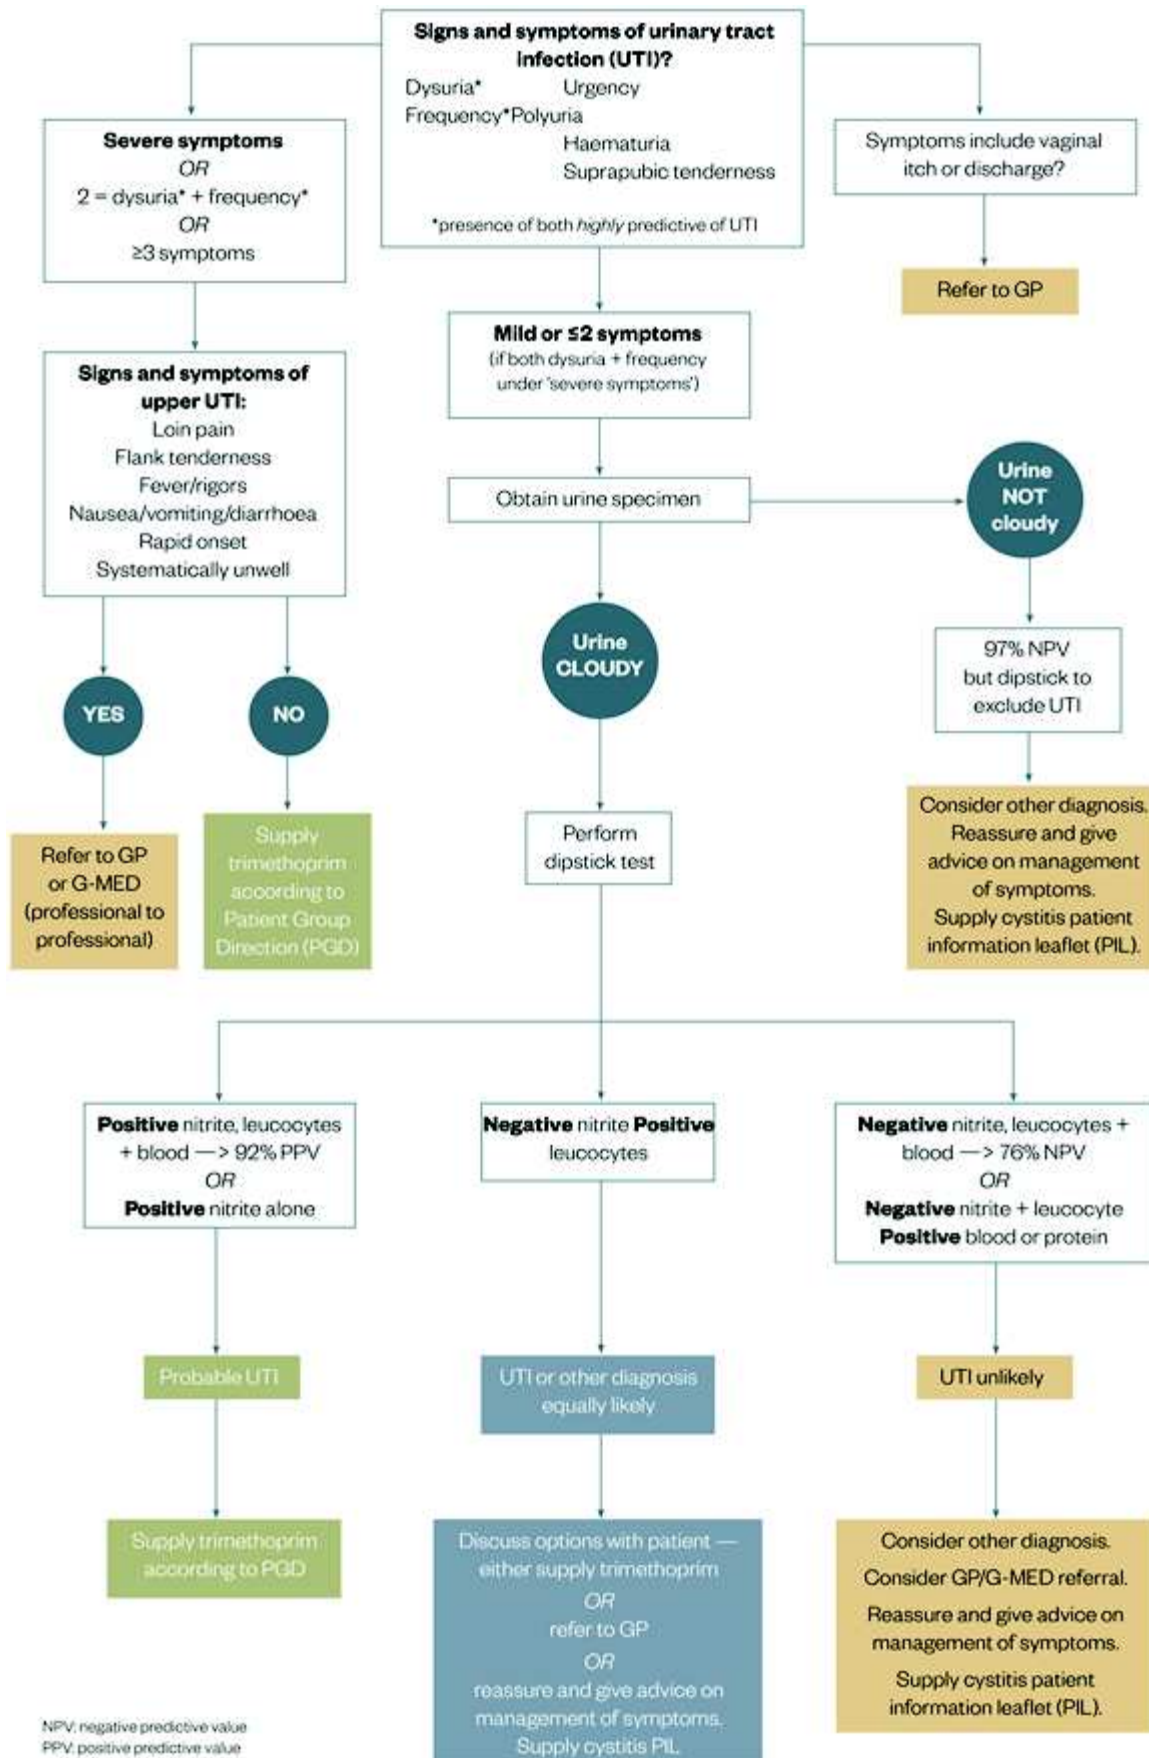 Signs and symptoms of urinary tract
infection (UTI)?
Dysuria* Urgency
Frequency* Polyuria
Haematuria
Suprapubic tenderness
*presence of both highly predictive of UTI
Severe symptoms
OR
2 = dysuria* + frequency*
OR
≥3 symptoms
Symptoms include vaginal
itch or discharge?
Refer to GP
Signs and symptoms of
upper UTI:
Loin pain
Flank tenderness
Fever/rigors
Nausea/vomiting/diarrhoea
Rapid onset
Systematically unwell
Mild or ≤2 symptoms
(if both dysuria + frequency
under 'severe symptoms')
Obtain urine specimen
Urine
NOT
cloudy
Urine
CLOUDY
97% NPV
but dipstick to
exclude UTI
YES
NO
Refer to GP
or G-MED
(professional to
professional)
Supply
trimethoprim
according to
Patient Group
Direction (PGD)
Perform
dipstick test
Consider other diagnosis.
Reassure and give
advice on management
of symptoms.
Supply cystitis patient
information leaflet (PIL).
Positive nitrite, leucocytes
+ blood —> 92% PPV
OR
Positive nitrite alone
Negative nitrite Positive
leucocytes
Negative nitrite, leucocytes +
blood —> 76% NPV
OR
Negative nitrite + leucocyte
Positive blood or protein
Probable UTI
UTI or other diagnosis
equally likely
UTI unlikely
Supply trimethoprim
according to PGD
Discuss options with patient —
either supply trimethoprim
OR
refer to GP
OR
reassure and give advice on
management of symptoms.
Supply cystitis PIL
Consider other diagnosis.
Consider GP/G-MED referral.
Reassure and give advice on
management of symptoms.
Supply cystitis patient
information leaflet (PIL).
NPV: negative predictive value
PPV: positive predictive value